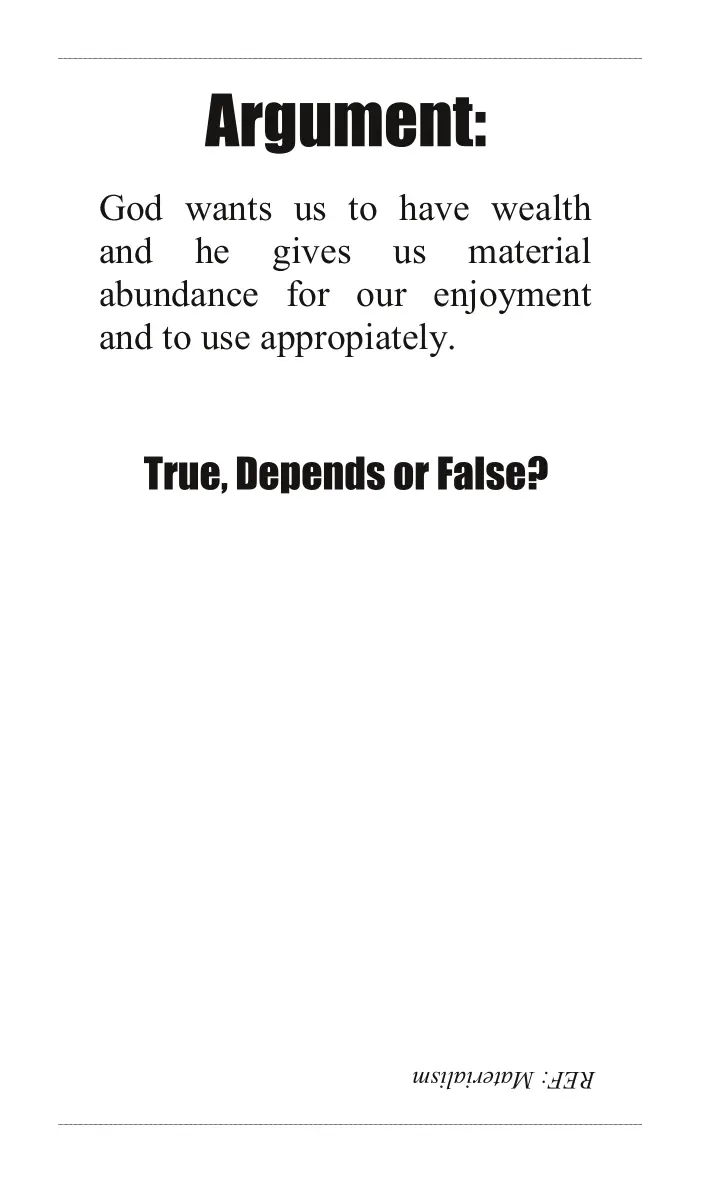 Argument:
God wants us to have wealth
and he gives us material
abundance for our enjoyment
and to use appropiately.
True, Depends or False?
REF: Materialism